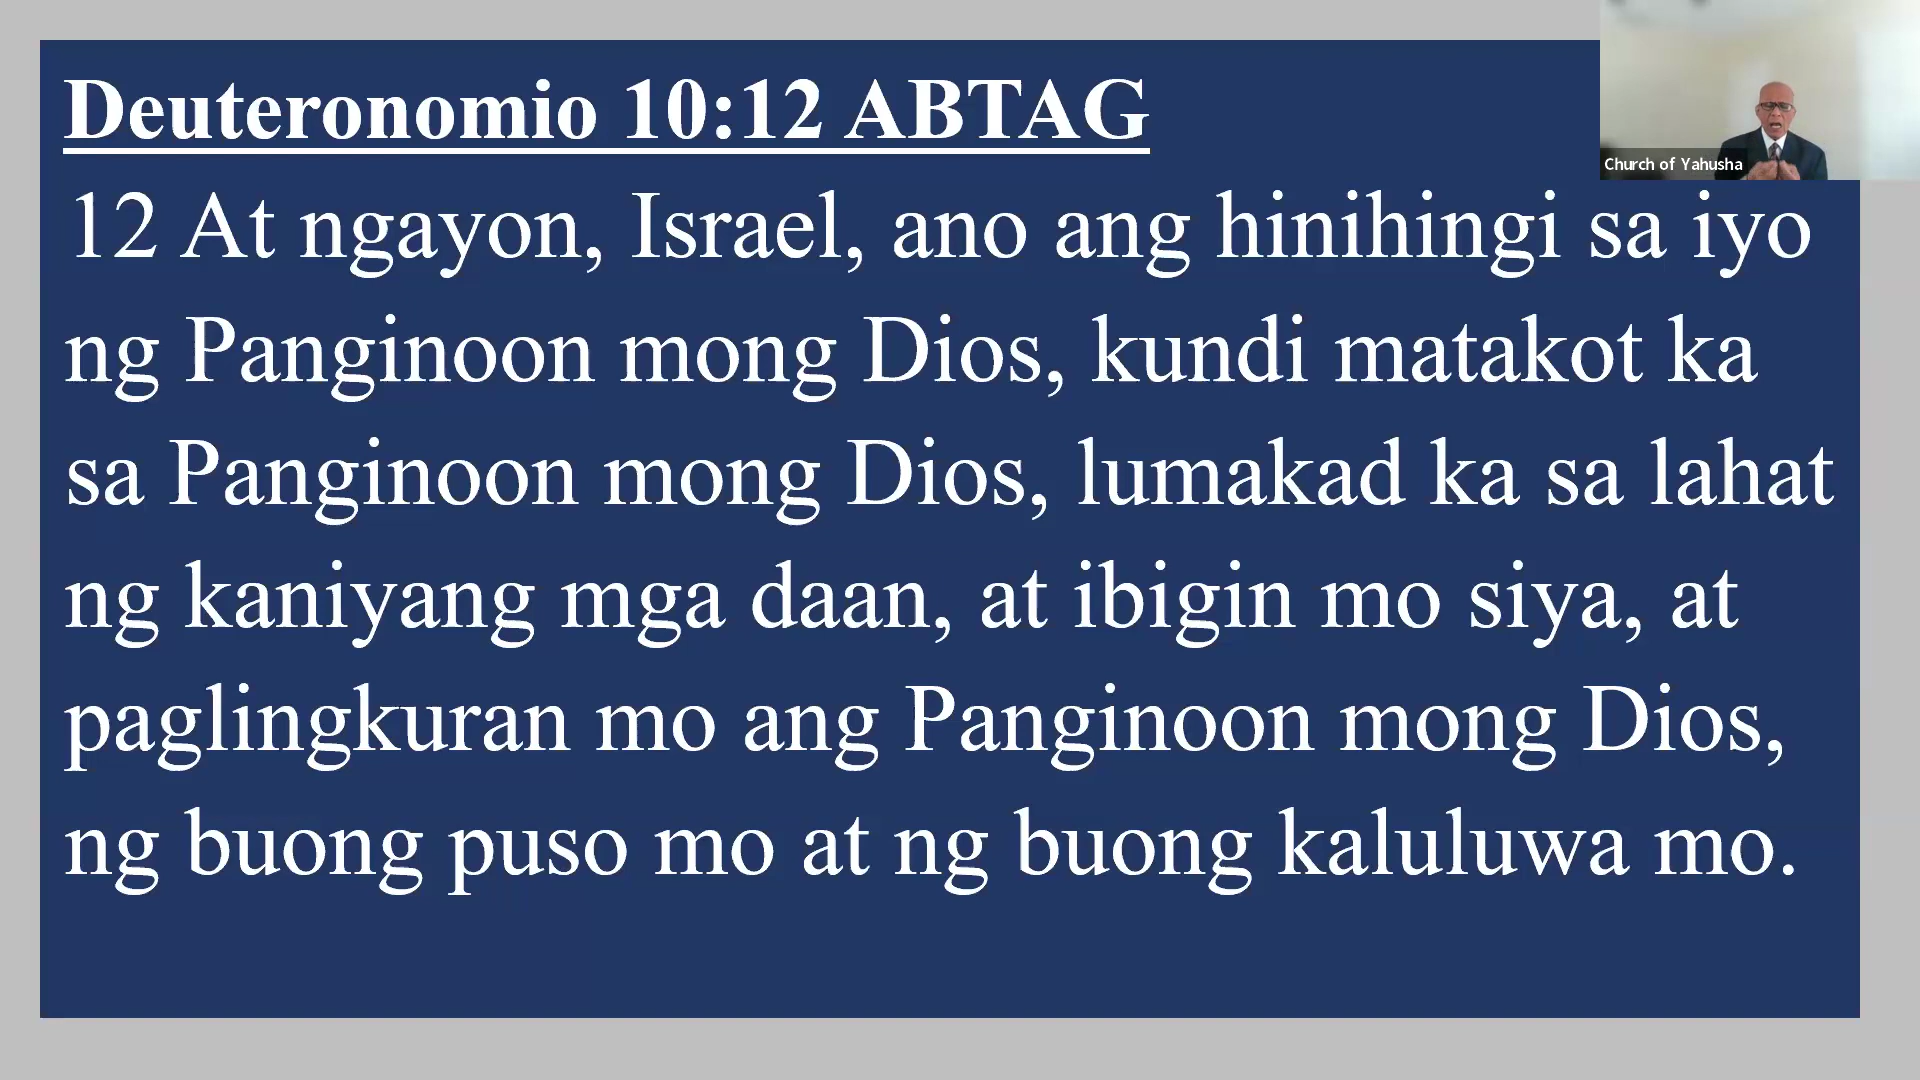 Deuteronomio 10:12 ABTAG
Church of Yahusha
12 At ngayon, Israel, ano ang hinihingi sa iyo
ng Panginoon mong Dios, kundi matakot ka
sa Panginoon mong Dios, lumakad ka sa lahat
ng kaniyang mga daan, at ibigin mo siya, at
paglingkuran mo ang Panginoon mong Dios,
ng buong puso mo at ng buong kaluluwa mo.